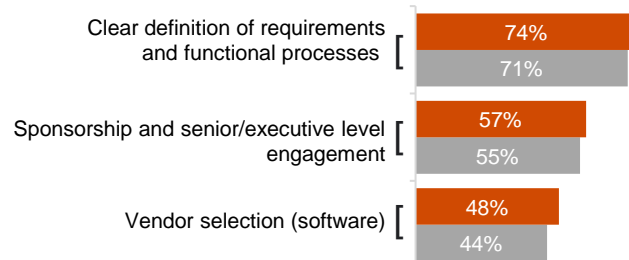 Clear definition of requirements
and functional processes
74%
71%
Sponsorship and senior/executive level
engagement
57%
55%
Vendor selection (software)
48%
44%